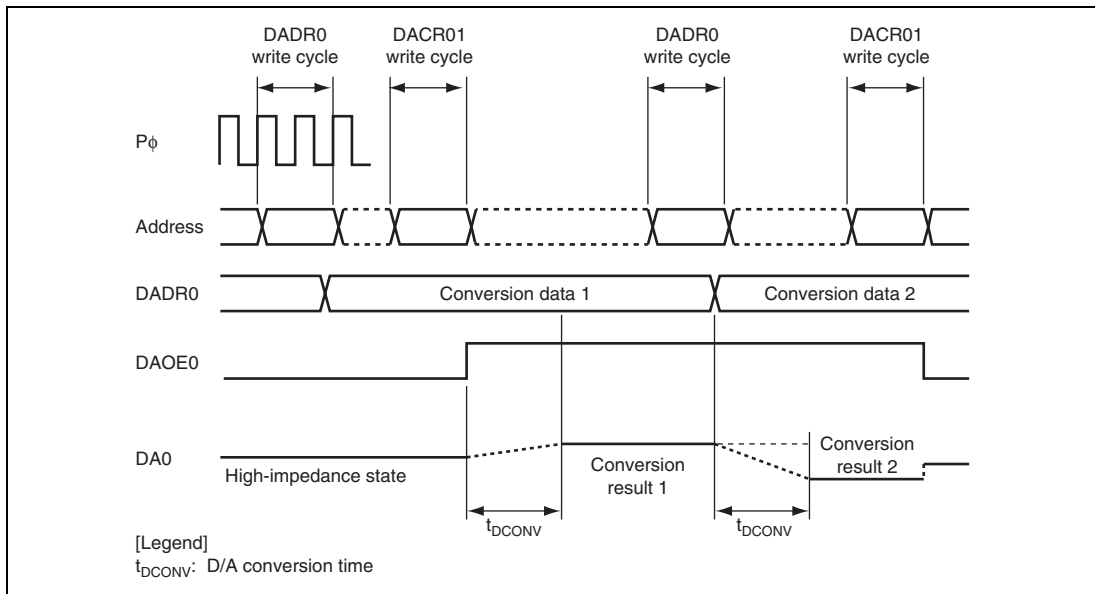 DADR0
write cycle
DACR01
write cycle
DADR0
write cycle
DACR01
write cycle
Pϕ
Address
DADR0
Conversion data 1
Conversion data 2
DAOE0
DA0
High-impedance state
Conversion
result 1
Conversion
result 2
tDCONV
tDCONV
[Legend]
tDCONV: D/A conversion time